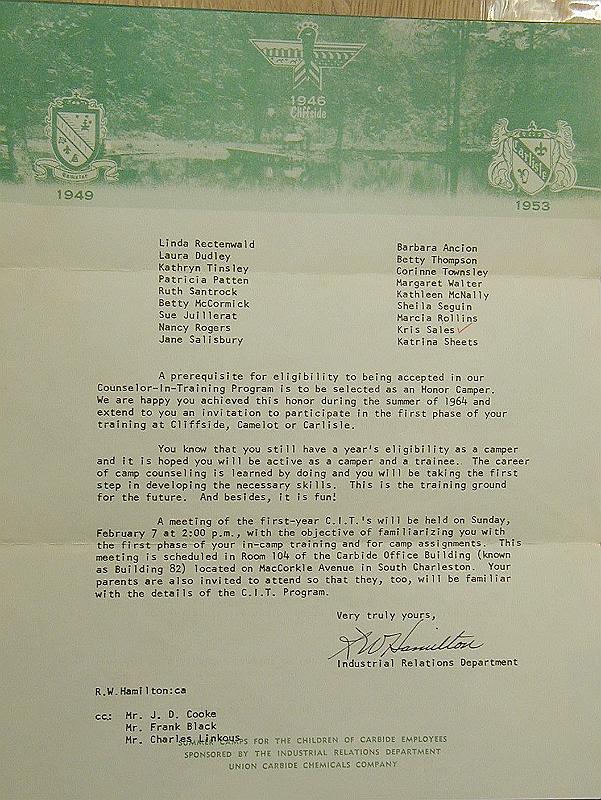 1946
Cliffside
Camelot
1949
Carlisle
1953
Linda Rectenwald
Laura Dudley
Kathryn Tinsley
Patricia Patten
Ruth Santrock
Betty McCormick
Sue Juillerat
Nancy Rogers
Jane Salisbury
Barbara Ancion
Betty Thompson
Corinne Townsley
Margaret Walter
Kathleen McNally
Sheila Seguin
Marcia Rollins
Kris Sales
Katrina Sheets
A prerequisite for eligibility to being accepted in our
Counselor-In-Training Program is to be selected as an Honor Camper.
We are happy you achieved this honor during the summer of 1964 and
extend to you an invitation to participate in the first phase of your
training at Cliffside, Camelot or Carlisle.
You know that you still have a year's eligibility as a camper
and it is hoped you will be active as a camper and a trainee. The career
of camp counseling is learned by doing and you will be taking the first
step in developing the necessary skills. This is the training ground
for the future. And besides, it is fun!
A meeting of the first-year C.I.T.'s will be held on Sunday,
February 7 at 2:00 p.m., with the objective of familiarizing you with
the first phase of your in-camp training and for camp assignments. This
meeting is scheduled in Room 104 of the Carbide Office Building (known
as Building 82) located on MacCorkle Avenue in South Charleston. Your
parents are also invited to attend so that they, too, will be familiar
with the details of the C.I.T. Program.
Very truly yours,
RW Hamilton
Industrial Relations Department
R.W.Hamilton:ca
cc: Mr. J. D. Cooke
Mr. Frank Black
Mr. Charles Linkous
SUMMER CAMPS FOR THE CHILDREN OF CARBIDE EMPLOYEES
SPONSORED BY THE INDUSTRIAL RELATIONS DEPARTMENT
UNION CARBIDE CHEMICALS COMPANY